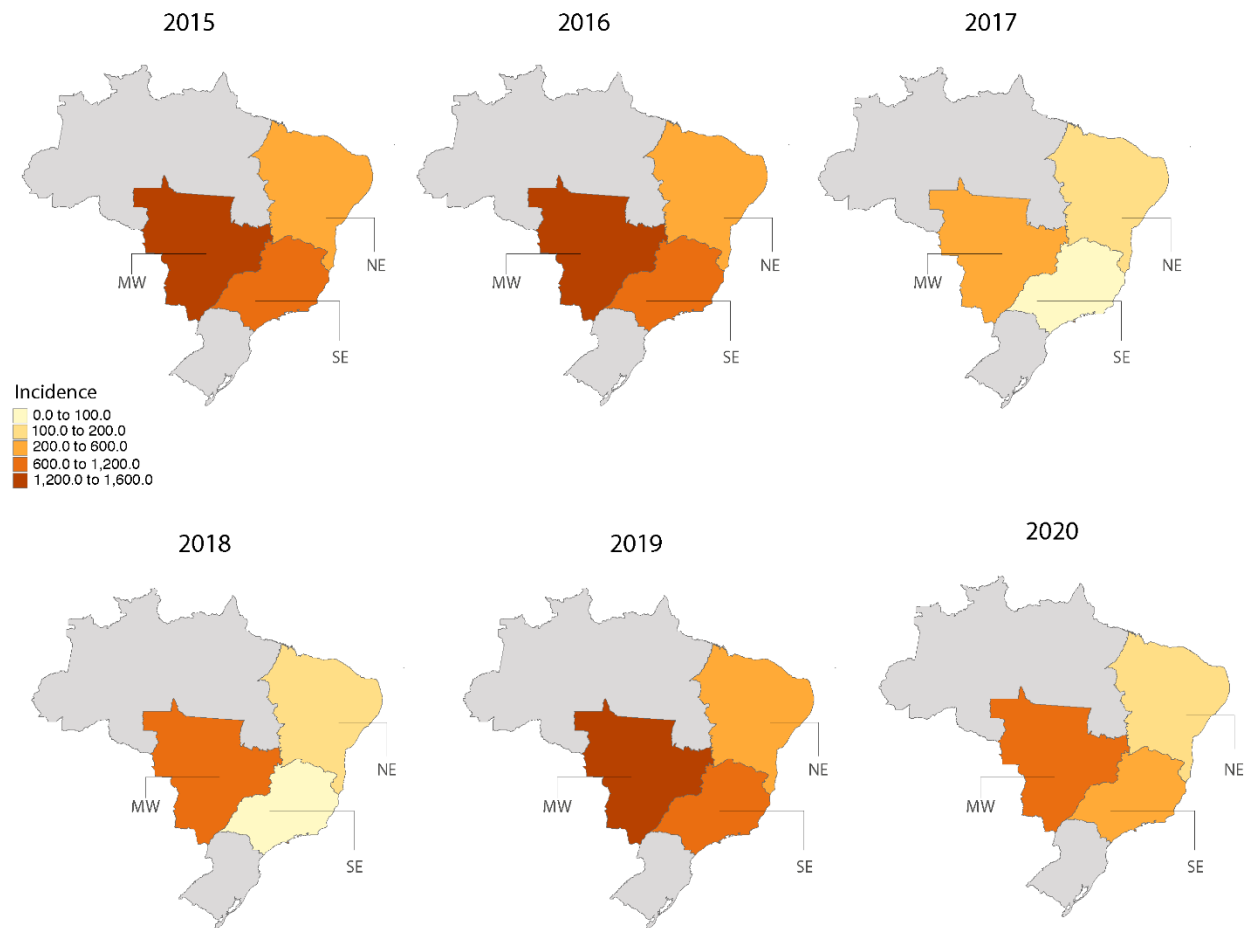 2015
2016
2017
NE
MW
SE
NE
MW
SE
NE
MW
SE
Incidence
0.0 to 100.0
100.0 to 200.0
200.0 to 600.0
600.0 to 1,200.0
1,200.0 to 1,600.0
2018
2019
2020
NE
MW
SE
NE
MW
SE
NE
MW
SE